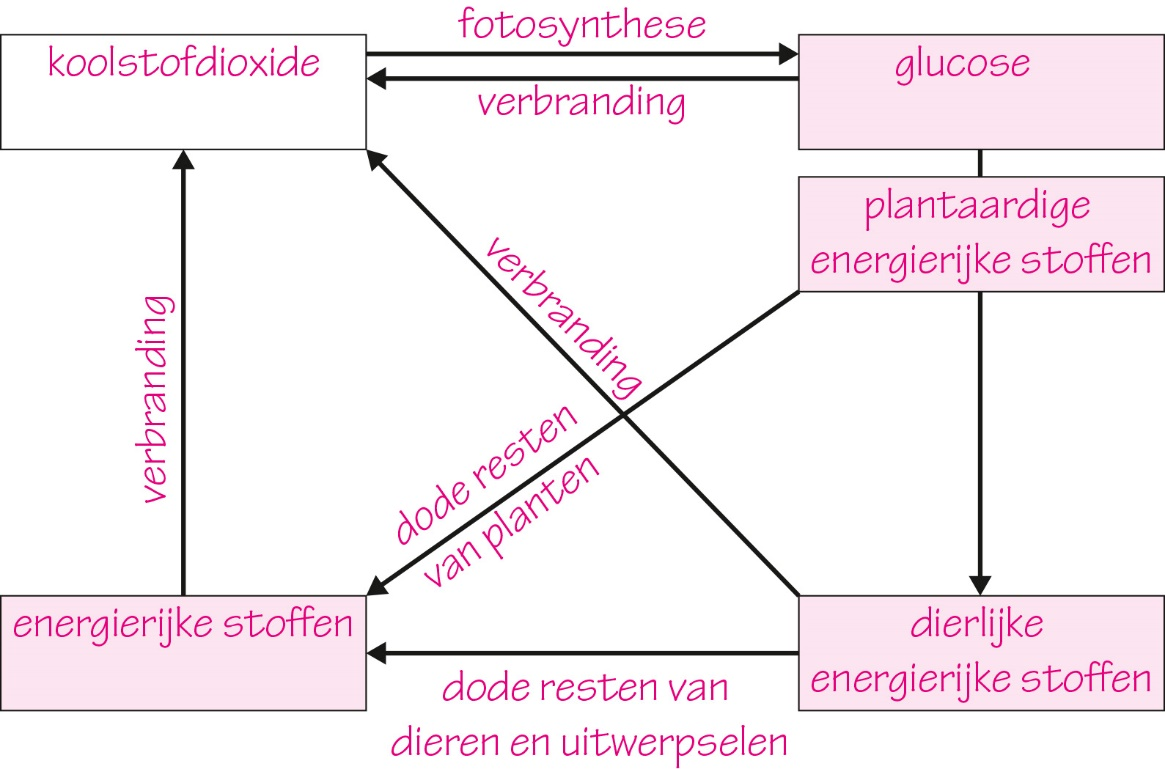 fotosynthese
koolstofdioxide
glucose
verbranding
plantaardige
energierijke stoffen
verbranding
verbranding
dode resten
van planten
energierijke stoffen
dierlijke
energierijke stoffen
dode resten van
dieren en uitwerpselen